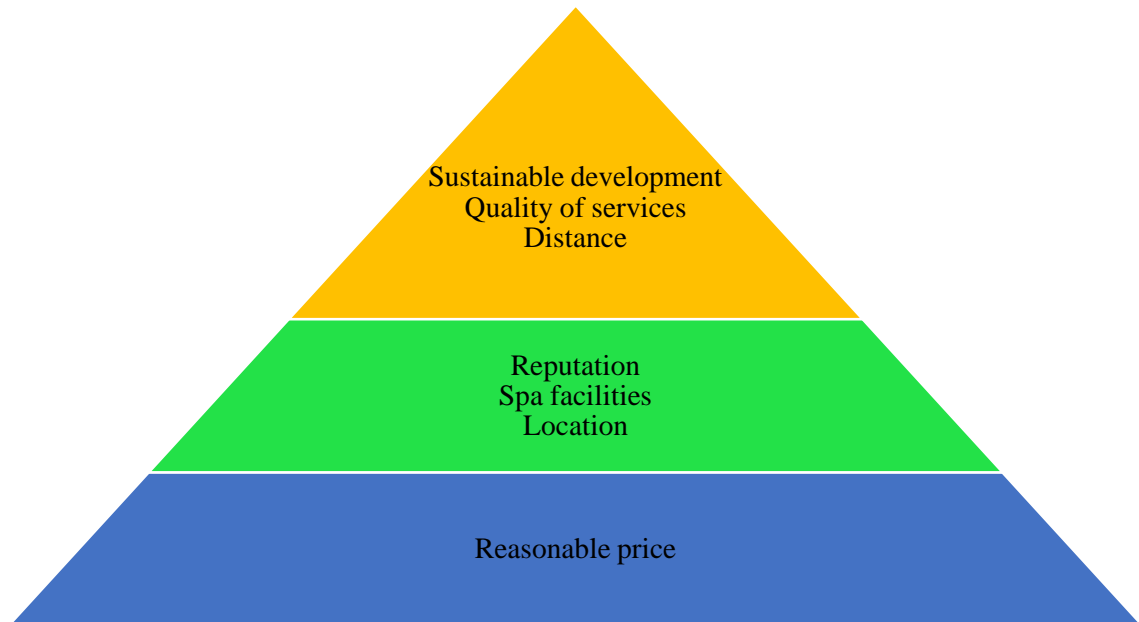 Sustainable development
Quality of services
Distance
Reputation
Spa facilities
Location
Reasonable price